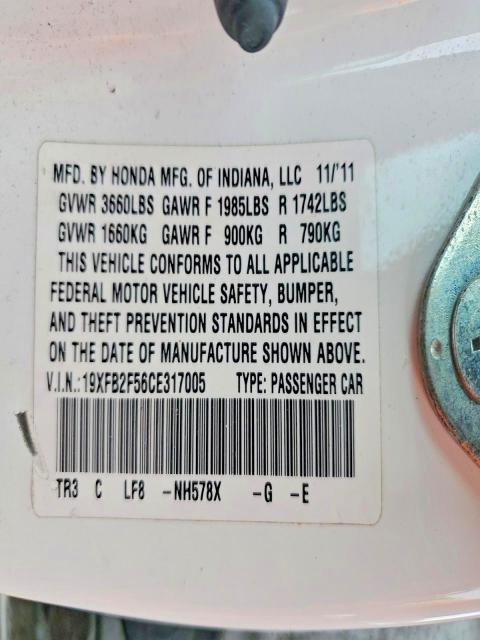 MFD. BY HONDA MFG. OF INDIANA, LLC 11/'11
GVWR 3660LBS GAWR F 1985LBS R 1742LBS
GVWR 1660KG GAWR F 900KG R 790KG
THIS VEHICLE CONFORMS TO ALL APPLICABLE
FEDERAL MOTOR VEHICLE SAFETY, BUMPER,
AND THEFT PREVENTION STANDARDS IN EFFECT
ON THE DATE OF MANUFACTURE SHOWN ABOVE.
V.I.N.: 19XFB2F56CE317005 TYPE: PASSENGER CAR
TR3 C LF8 -NH578X -G -E